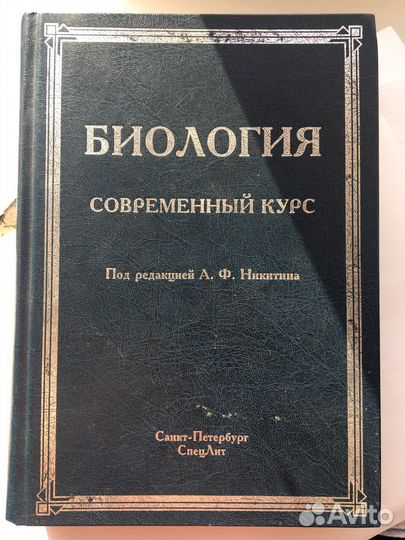 БИОЛОГИЯ
СОВРЕМЕННЫЙ КУРС
Под редакцией А. Ф. Никитина
Санкт-Петербург
СпецЛит
Avito